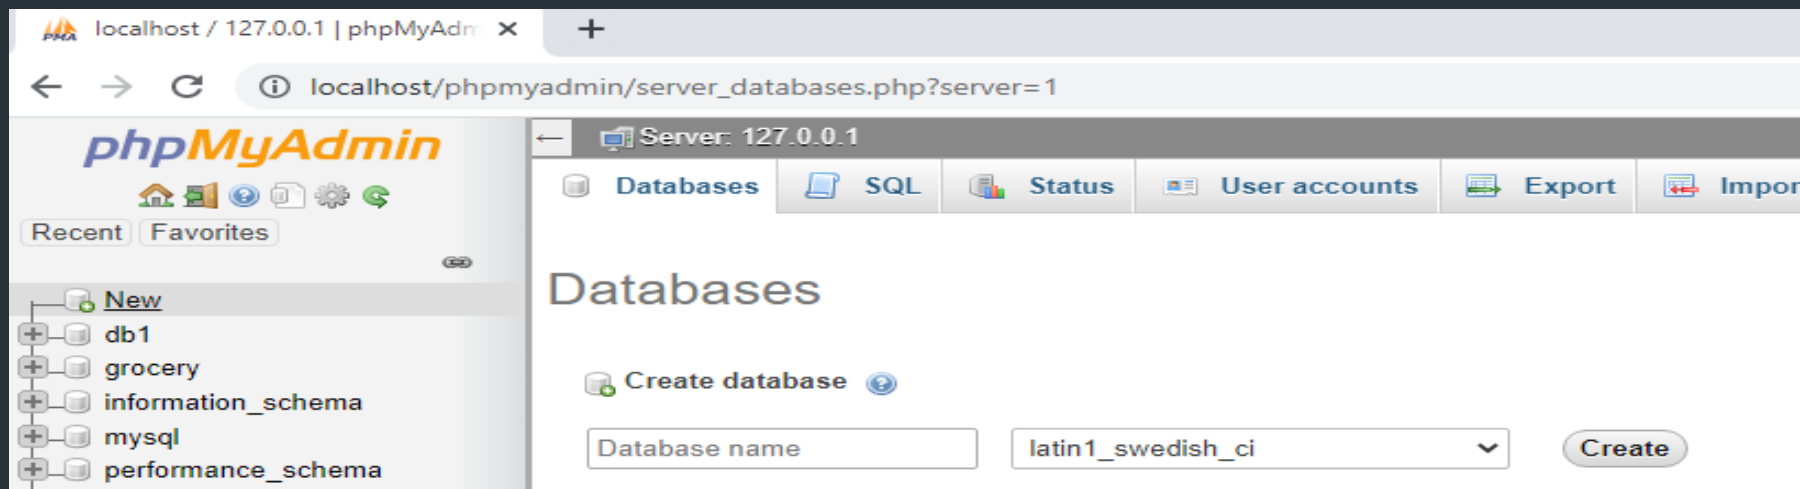 localhost / 127.0.0.1 | phpMyAdm
localhost/phpmyadmin/server_databases.php?server=1
phpMyAdmin
Server: 127.0.0.1
Databases SQL Status User accounts Export Impor
Recent Favorites
New
db1
grocery
information_schema
mysql
performance_schema
Databases
Create database
Database name latin1_swedish_ci Create